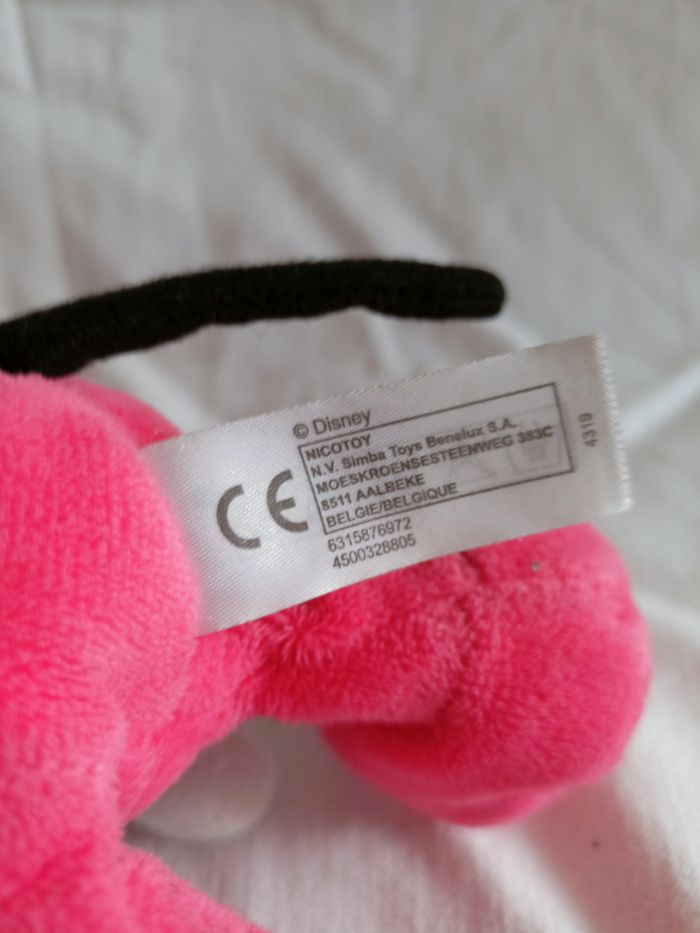 © Disney
NICOTOY
N.V. Simba Toys Benelux S.A.
MOESKROENSESTEENWEG 383C
8511 AALBEKE
BELGIE/BELGIQUE
CE
6315876972
4500328805
4319